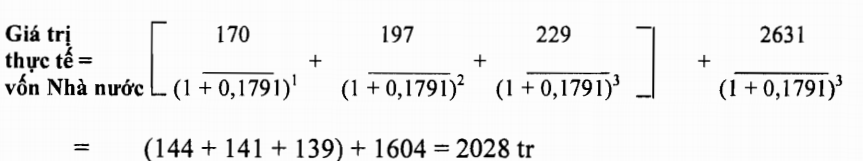 Giá trị 170 197 229 2631
thực tế = [ + + ] +
vốn Nhà nước (1 + 0,1791)¹ (1 + 0,1791)² (1 + 0,1791)³ (1 + 0,1791)³
= (144 + 141 + 139) + 1604 = 2028 tr